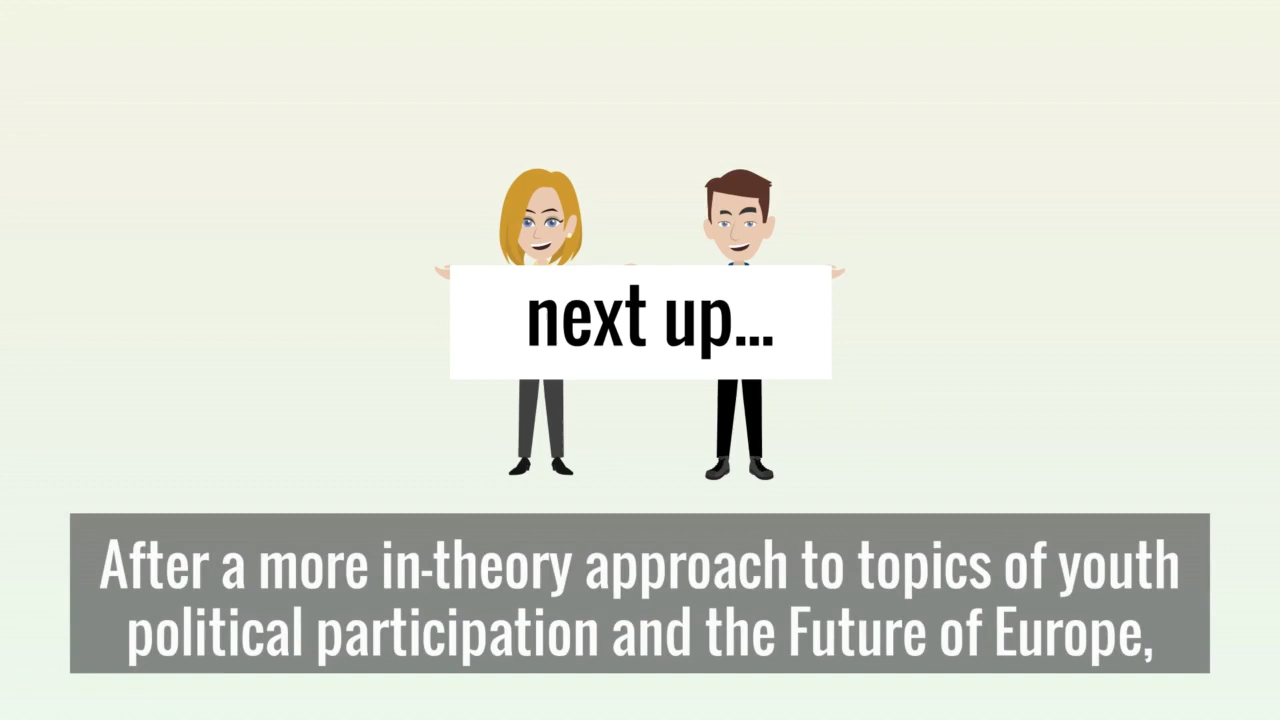 next up...
After a more in-theory approach to topics of youth
political participation and the Future of Europe,